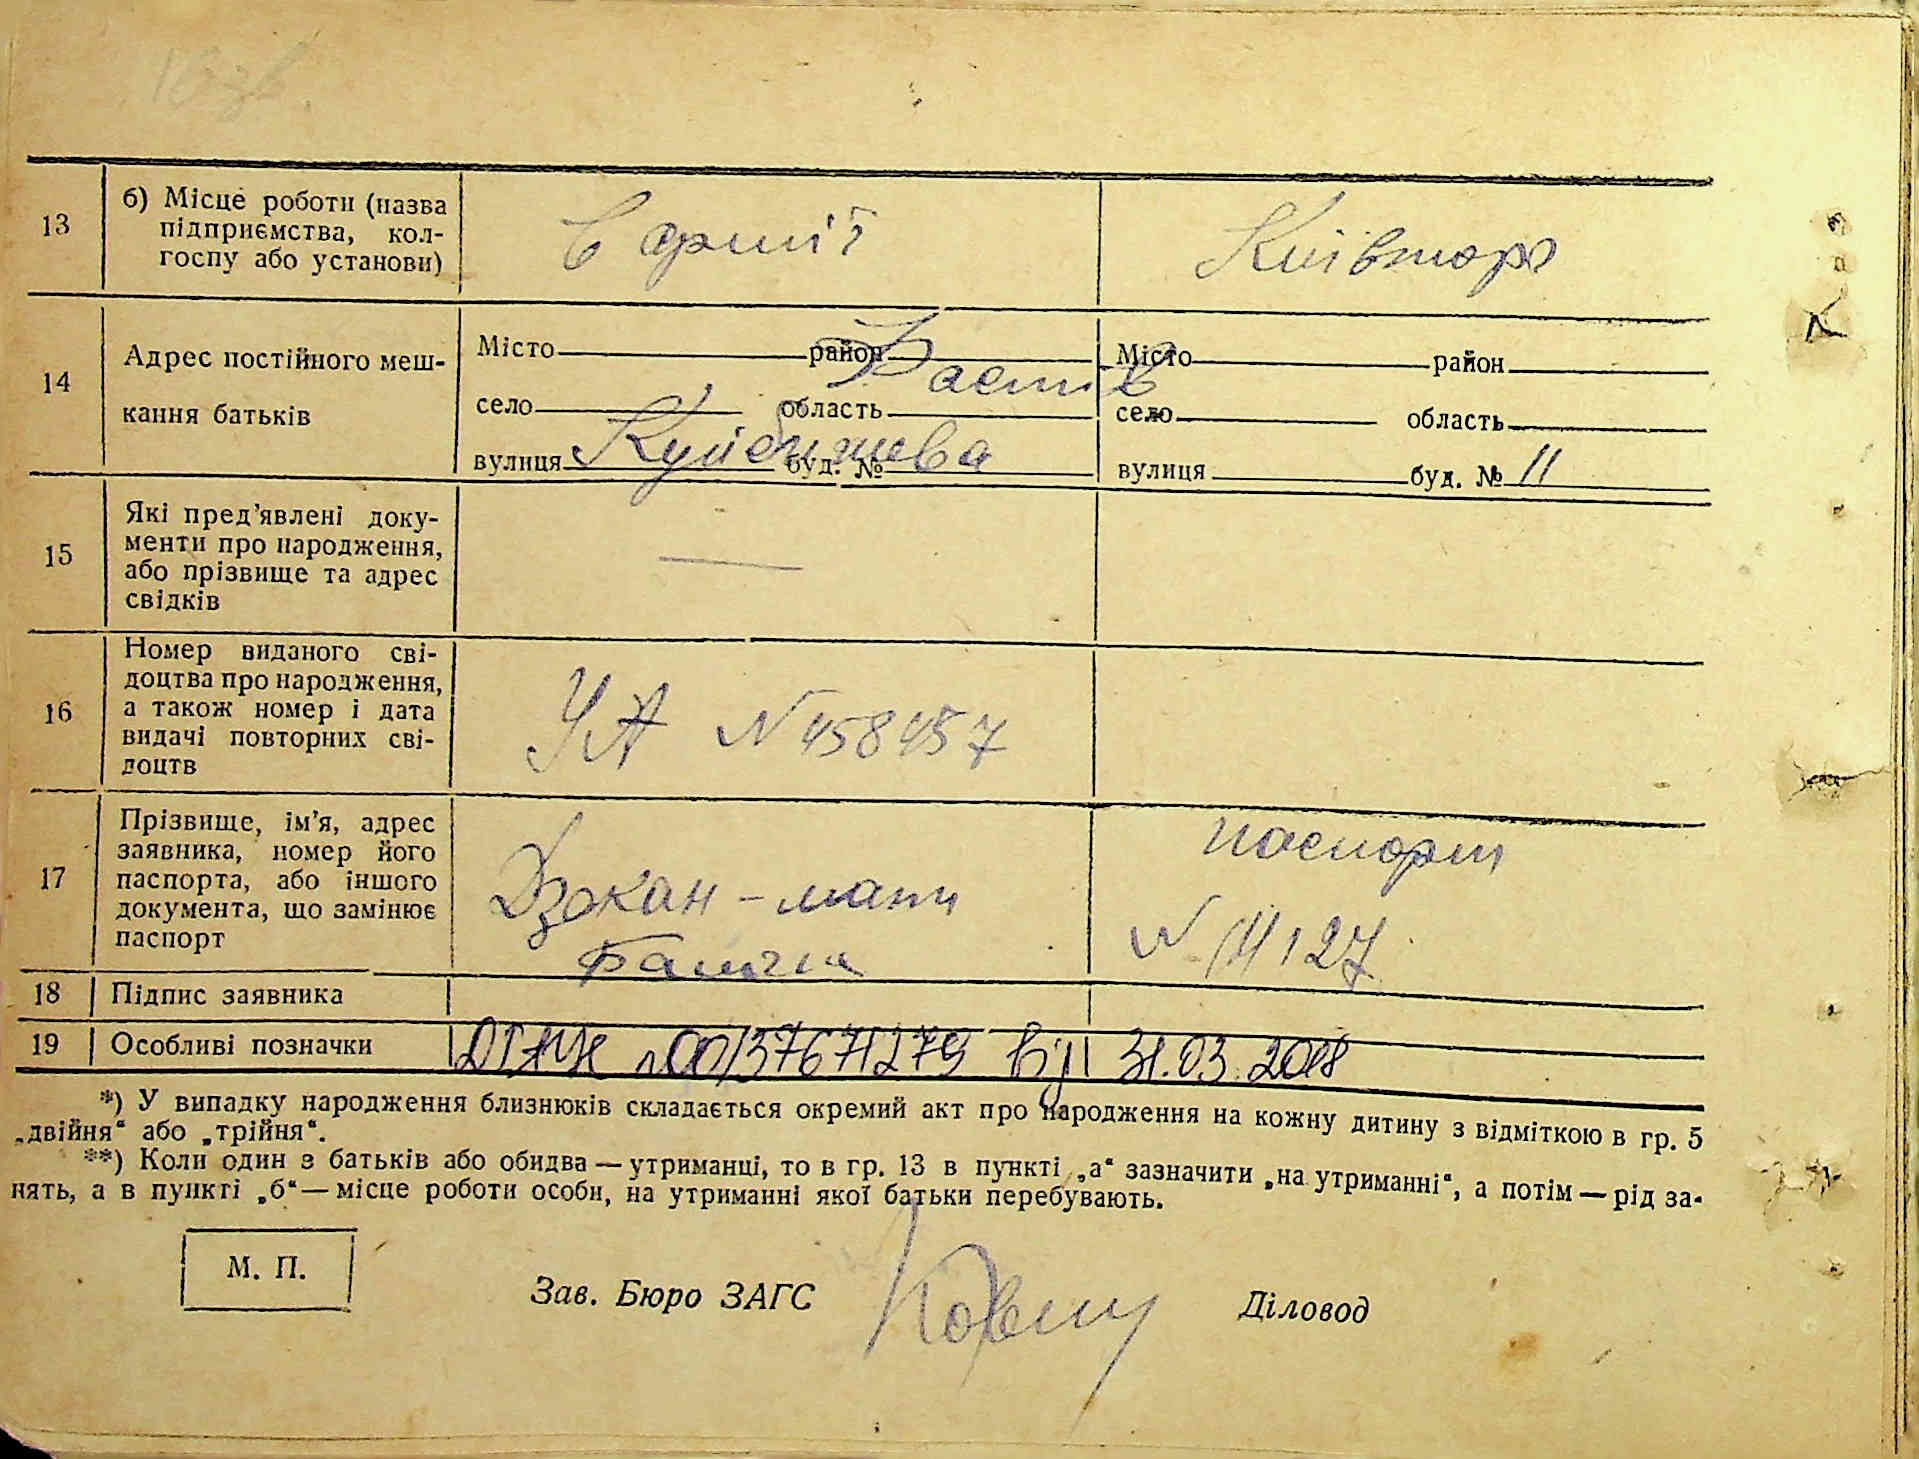 13 б) Місце роботи (назва
підприємства, кол-
госпу або установи)
в армії
Київторг
14 Адрес постійного меш-
кання батьків
Місто район Місто район
Фастів
село область село область
вулиця Куйбишева буд. № вулиця буд. № 11
15 Які пред'явлені доку-
менти про народження,
або прізвище та адрес
свідків
—
16 Номер виданого сві-
доцтва про народження,
а також номер і дата
видачі повторних сві-
доцтв
УА N 458457
17 Прізвище, ім'я, адрес
заявника, номер його
паспорта, або іншого
документа, що замінює
паспорт
- мати
паспорт
N
18 Підпис заявника
19 Особливі позначки
від 31.03.2018
*) У випадку народження близнюків складається окремий акт про народження на кожну дитину з відміткою в гр. 5
„двійня“ або „трійня“.
**) Коли один з батьків або обидва — утриманці, то в гр. 13 в пункті „а“ зазначити „на утриманні“, а потім — рід за-
нять, а в пункті „б“ — місце роботи особи, на утриманні якої батьки перебувають.
М. П.
Зав. Бюро ЗАГС Діловод